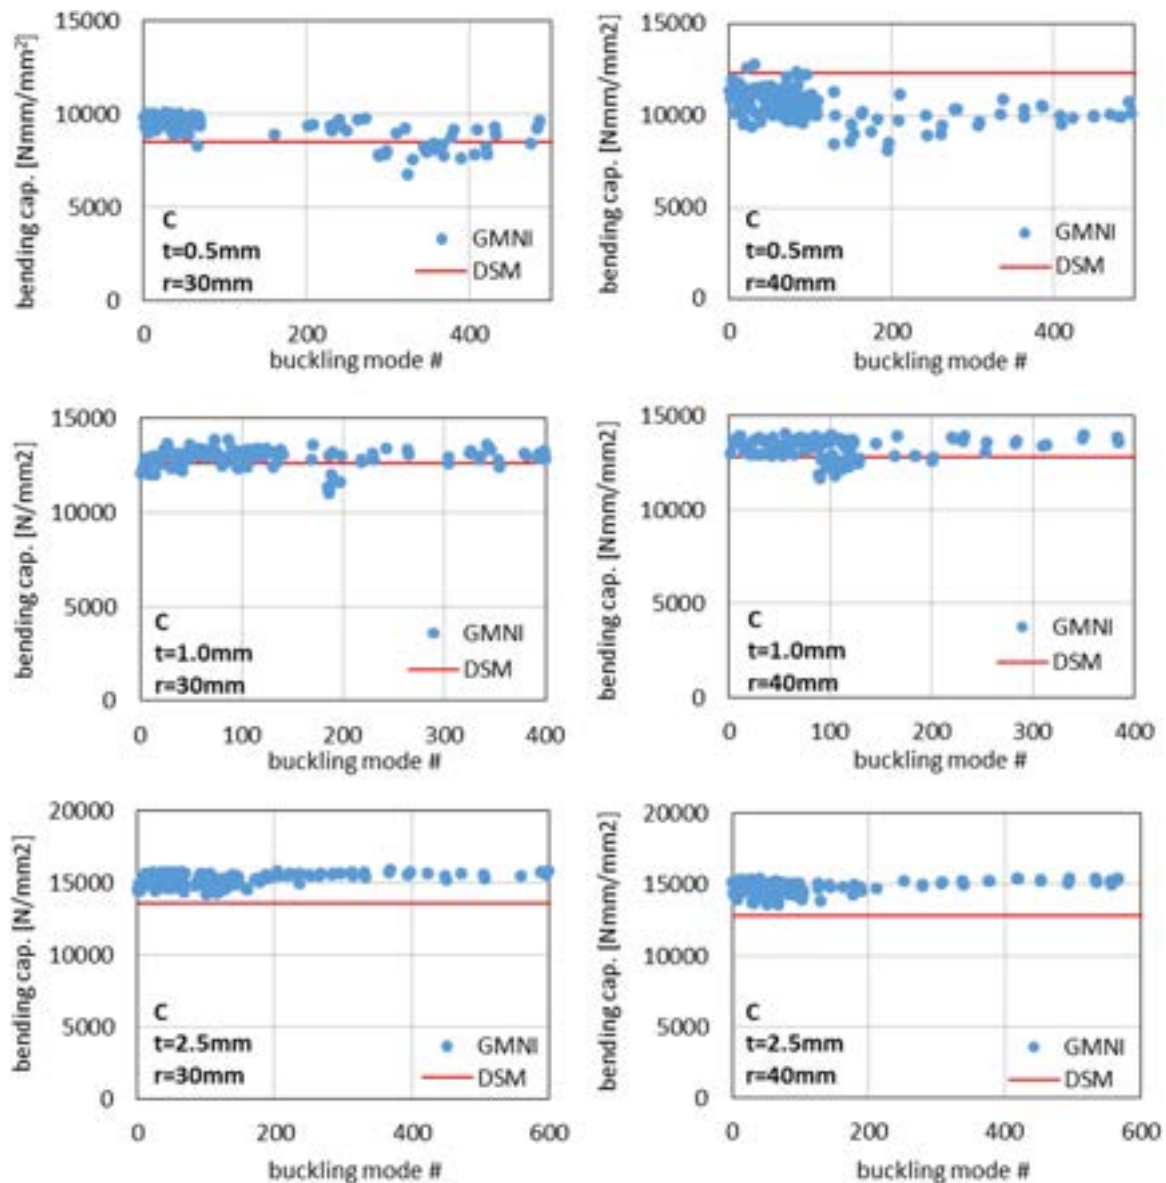 15000
10000
5000
0
bending cap. [Nmm/mm²]
C
t=0.5mm
r=30mm
GMNI
DSM
0 200 400
buckling mode #
15000
10000
5000
0
bending cap. [Nmm/mm2]
C
t=0.5mm
r=40mm
GMNI
DSM
0 200 400
buckling mode #
15000
10000
5000
0
bending cap. [N/mm2]
C
t=1.0mm
r=30mm
GMNI
DSM
0 100 200 300 400
buckling mode #
15000
10000
5000
0
bending cap. [Nmm/mm2]
C
t=1.0mm
r=40mm
GMNI
DSM
0 100 200 300 400
buckling mode #
20000
15000
10000
5000
0
bending cap. [N/mm2]
C
t=2.5mm
r=30mm
GMNI
DSM
0 200 400 600
buckling mode #
20000
15000
10000
5000
0
bending cap. [Nmm/mm2]
C
t=2.5mm
r=40mm
GMNI
DSM
0 200 400 600
buckling mode #